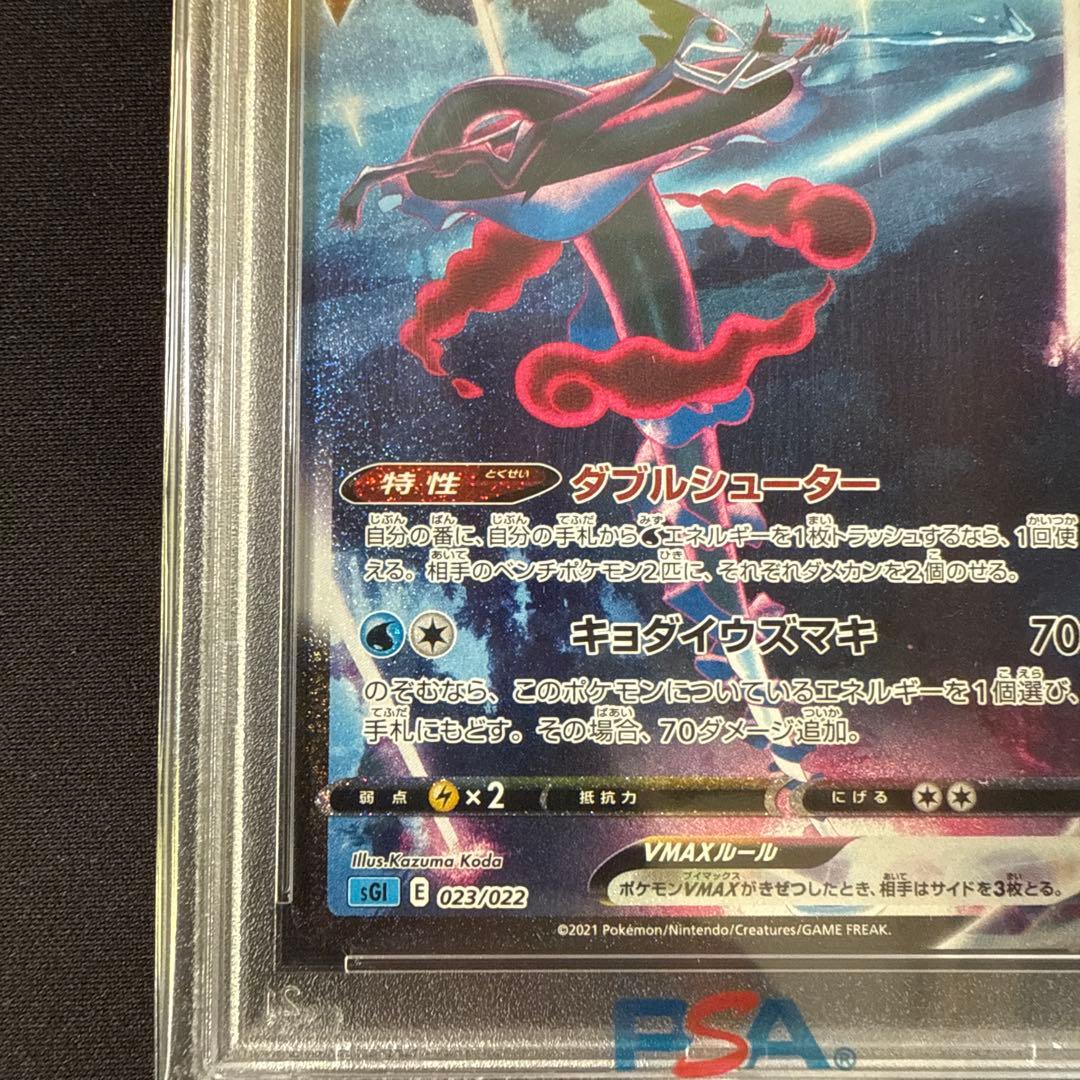 特性 とくせい ダブルシューター
自分の番に、自分の手札からエネルギーを1枚トラッシュするなら、1回使
える。相手のベンチポケモン2匹に、それぞれダメカンを2個のせる。
キョダイウズマキ 70
のぞむなら、このポケモンについているエネルギーを1個選び、
手札にもどす。その場合、70ダメージ追加。
弱点 ×2 抵抗力 にげる
Illus.Kazuma Koda
VMAXルール
sGI E 023/022
ポケモンVMAXがきぜつしたとき、相手はサイドを3枚とる。
©2021 Pokémon/Nintendo/Creatures/GAME FREAK.
PSA®